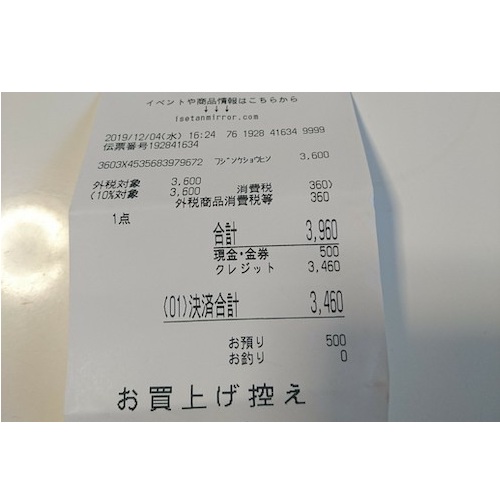 イベントや商品情報はこちらから
↓↓↓
isetanmirror.com
2019/12/04(水) 16:24 76 1928 41634 9999
伝票番号192841634
3603X4535683979672 フジンウショウヒン 3,600
外税対象 3,600 消費税 360>
<10%対象 3,600
外税商品消費税等 360
1点
合計 3,960
現金・金券 500
クレジット 3,460
(01)決済合計 3,460
お預り 500
お釣り 0
お買上げ控え